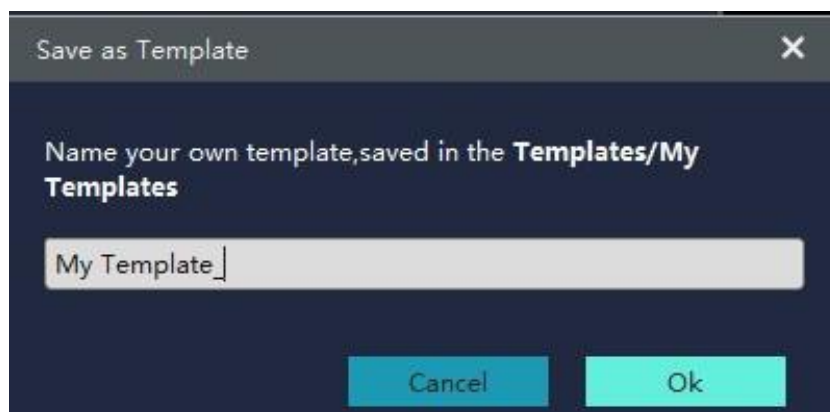 Save as Template
Name your own template,saved in the Templates/My
Templates
My Template_
Cancel
Ok